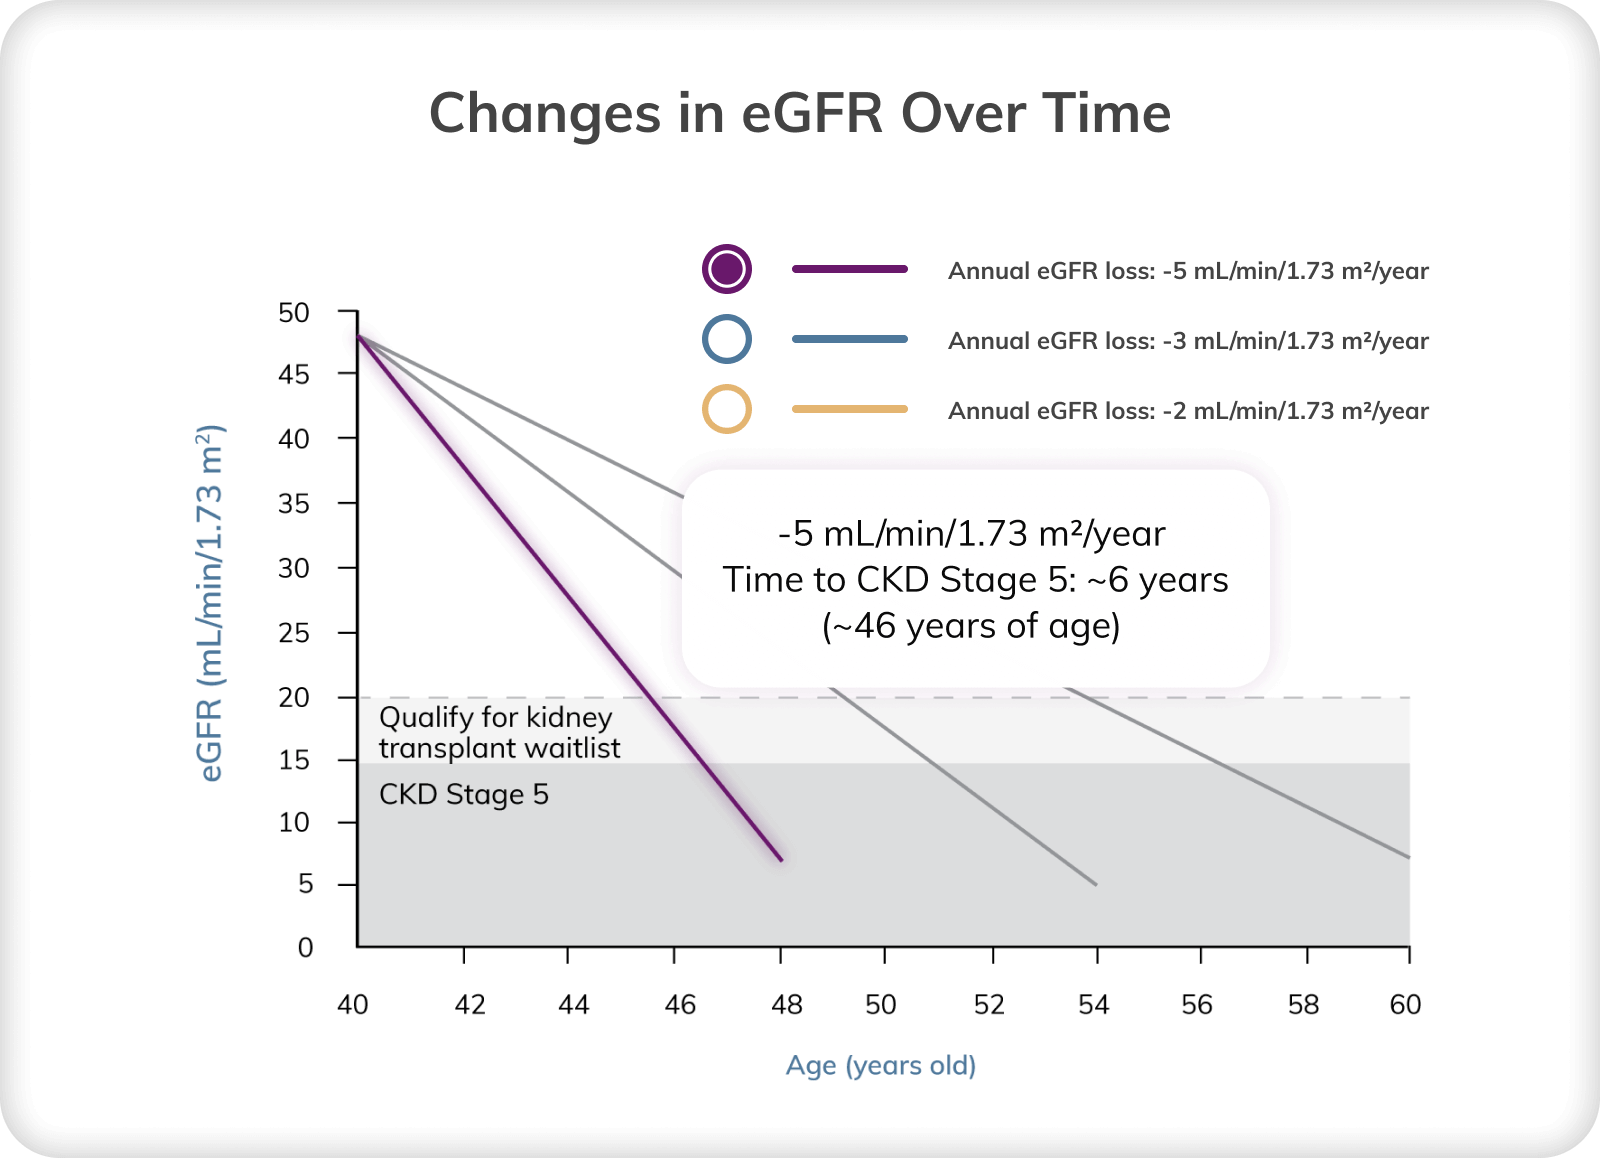 Changes in eGFR Over Time
Annual eGFR loss: -5 mL/min/1.73 m²/year
Annual eGFR loss: -3 mL/min/1.73 m²/year
Annual eGFR loss: -2 mL/min/1.73 m²/year
eGFR (mL/min/1.73 m²)
50
45
40
35
30
25
20
15
10
5
0
-5 mL/min/1.73 m²/year
Time to CKD Stage 5: ~6 years
(~46 years of age)
Qualify for kidney
transplant waitlist
CKD Stage 5
40 42 44 46 48 50 52 54 56 58 60
Age (years old)